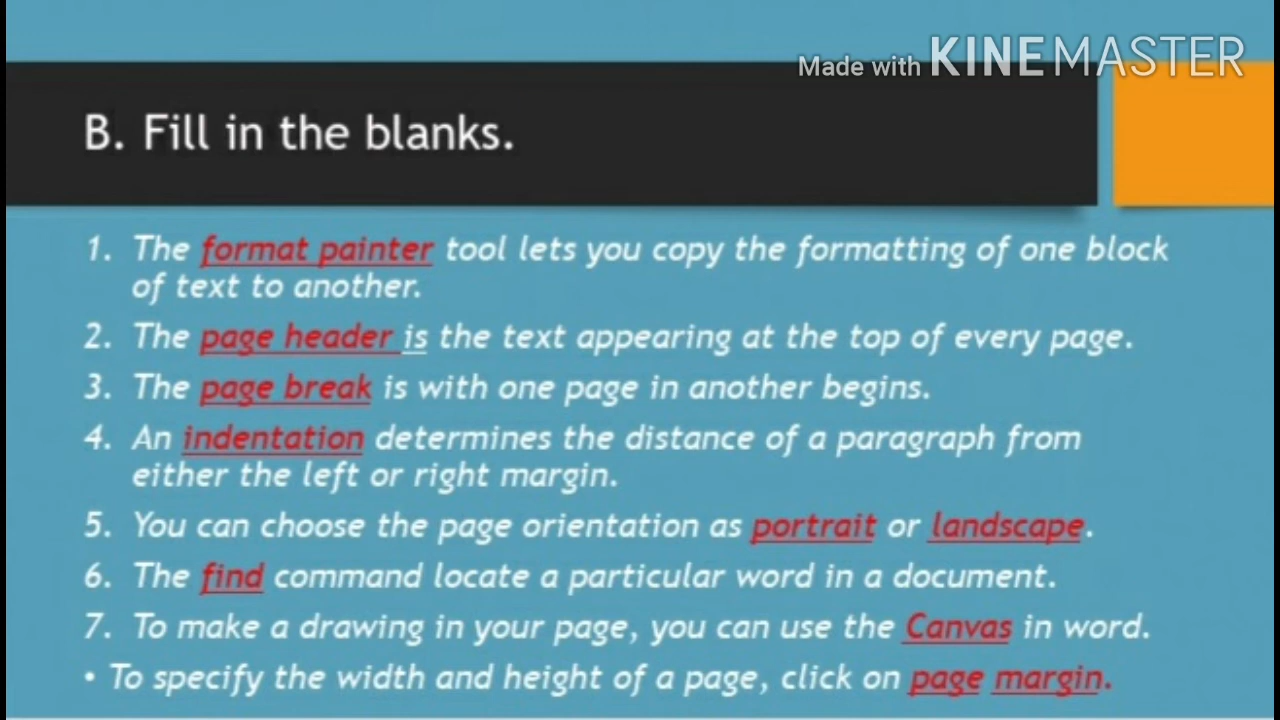 Made with KINEMASTER
B. Fill in the blanks.
1. The format painter tool lets you copy the formatting of one block
of text to another.
2. The page header is the text appearing at the top of every page.
3. The page break is with one page in another begins.
4. An indentation determines the distance of a paragraph from
either the left or right margin.
5. You can choose the page orientation as portrait or landscape.
6. The find command locate a particular word in a document.
7. To make a drawing in your page, you can use the Canvas in word.
• To specify the width and height of a page, click on page margin.